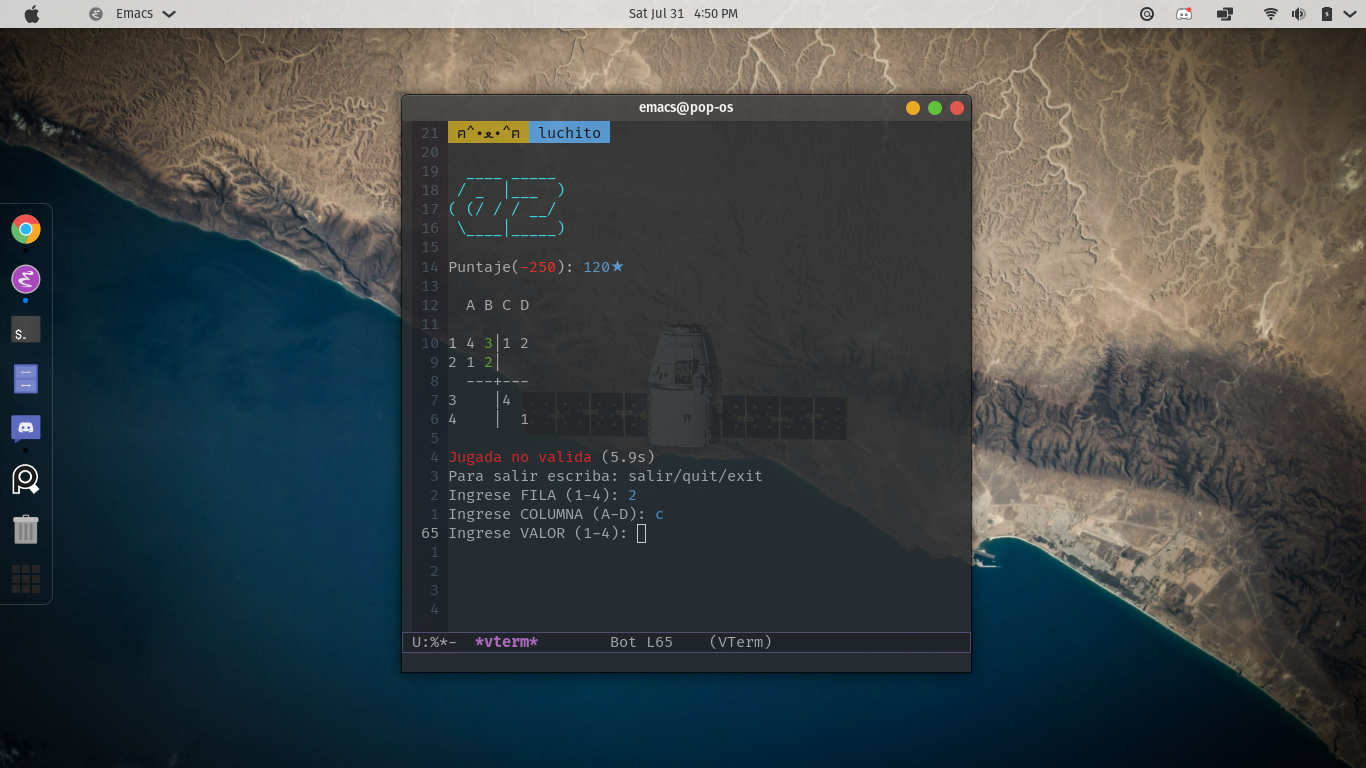 Emacs
Sat Jul 31 4:50 PM
emacs@pop-os
21 ฅ^•ﻌ•^ฅ luchito
20
19   ____ _____
18  / _  |___  )
17 ( (/ / / __/
16  \____|_____)
15
14 Puntaje(-250): 120★
13
12   A B C D
11
10 1 4 3|1 2
9 2 1 2|
8   ---+---
7 3    |4
6 4    |  1
5
4 Jugada no valida (5.9s)
3 Para salir escriba: salir/quit/exit
2 Ingrese FILA (1-4): 2
1 Ingrese COLUMNA (A-D): c
65 Ingrese VALOR (1-4):
1
2
3
4
U:%*- *vterm* Bot L65 (VTerm)
$_